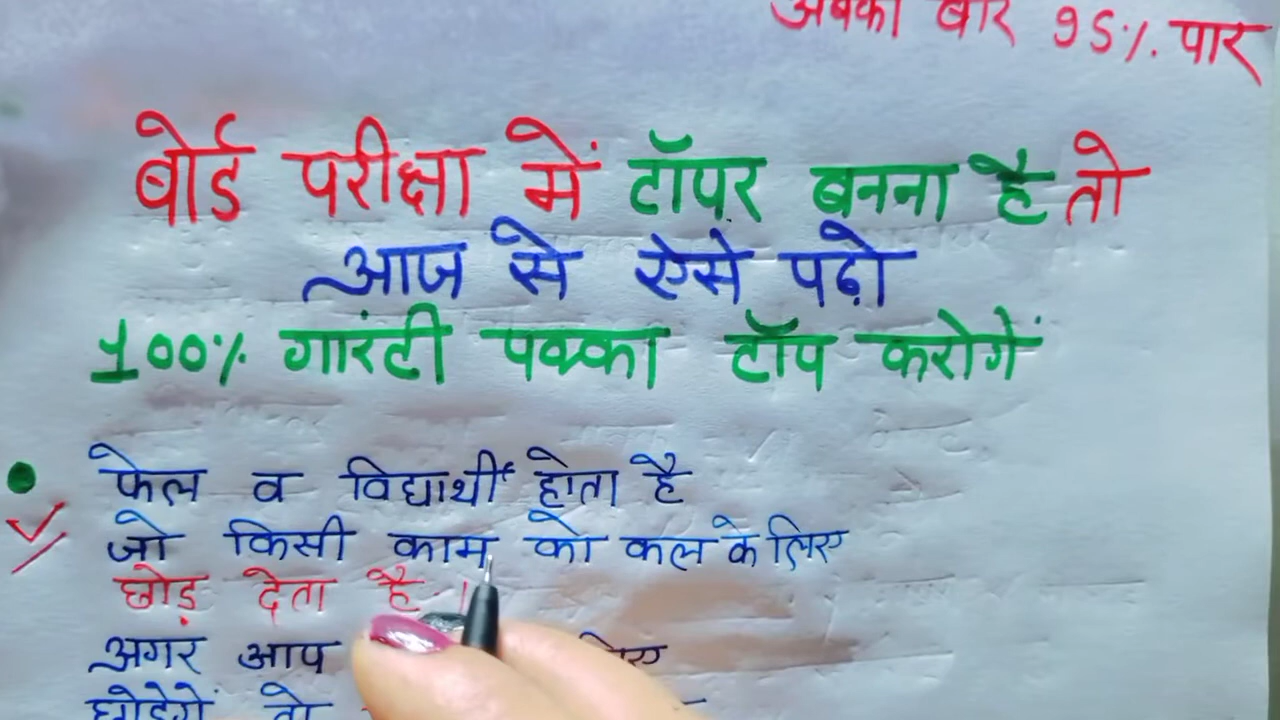 अबकी बार 95% पार
बोर्ड परीक्षा में टॉपर बनना है तो
आज से ऐसे पढ़ो
100% गारंटी पक्का टॉप करोगें
फेल व विद्यार्थी होता है
जो किसी काम को कल के लिए
छोड़ देता है।
अगर आप
छोडेगें तो